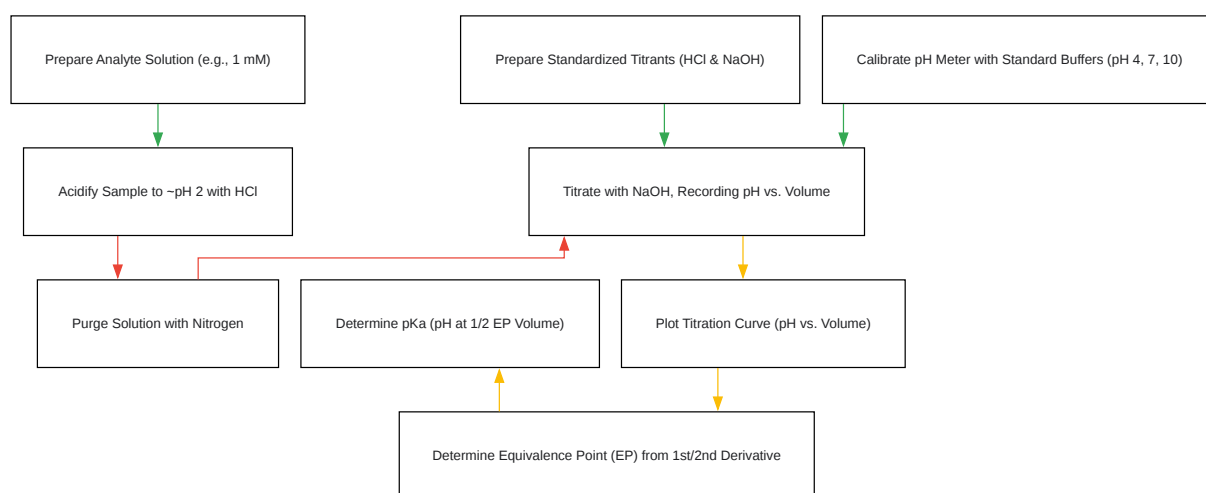 Prepare Analyte Solution (e.g., 1 mM)
Prepare Standardized Titrants (HCl & NaOH)
Calibrate pH Meter with Standard Buffers (pH 4, 7, 10)
Acidify Sample to ~pH 2 with HCl
Titrate with NaOH, Recording pH vs. Volume
Purge Solution with Nitrogen
Determine pKa (pH at 1/2 EP Volume)
Plot Titration Curve (pH vs. Volume)
Determine Equivalence Point (EP) from 1st/2nd Derivative